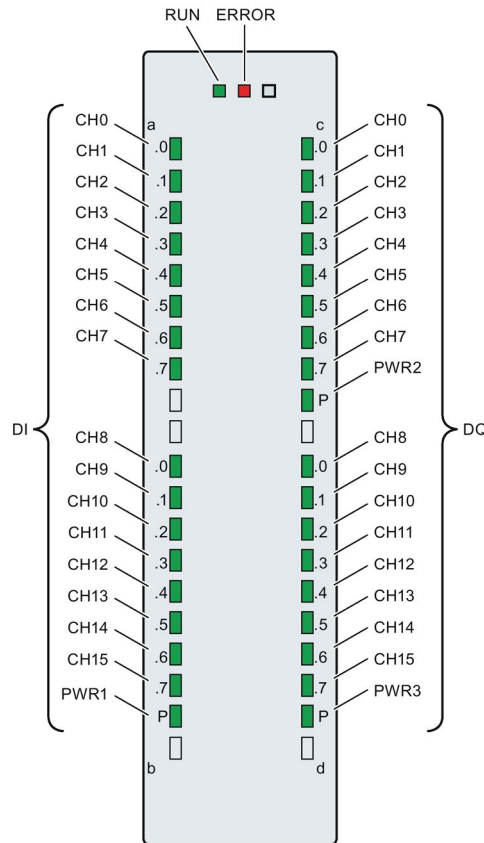 RUN ERROR
a c
CH0 .0 .0 CH0
CH1 .1 .1 CH1
CH2 .2 .2 CH2
CH3 .3 .3 CH3
CH4 .4 .4 CH4
CH5 .5 .5 CH5
CH6 .6 .6 CH6
CH7 .7 .7 CH7
P PWR2
DI DQ
CH8 .0 .0 CH8
CH9 .1 .1 CH9
CH10 .2 .2 CH10
CH11 .3 .3 CH11
CH12 .4 .4 CH12
CH13 .5 .5 CH13
CH14 .6 .6 CH14
CH15 .7 .7 CH15
PWR1 P P PWR3
b d